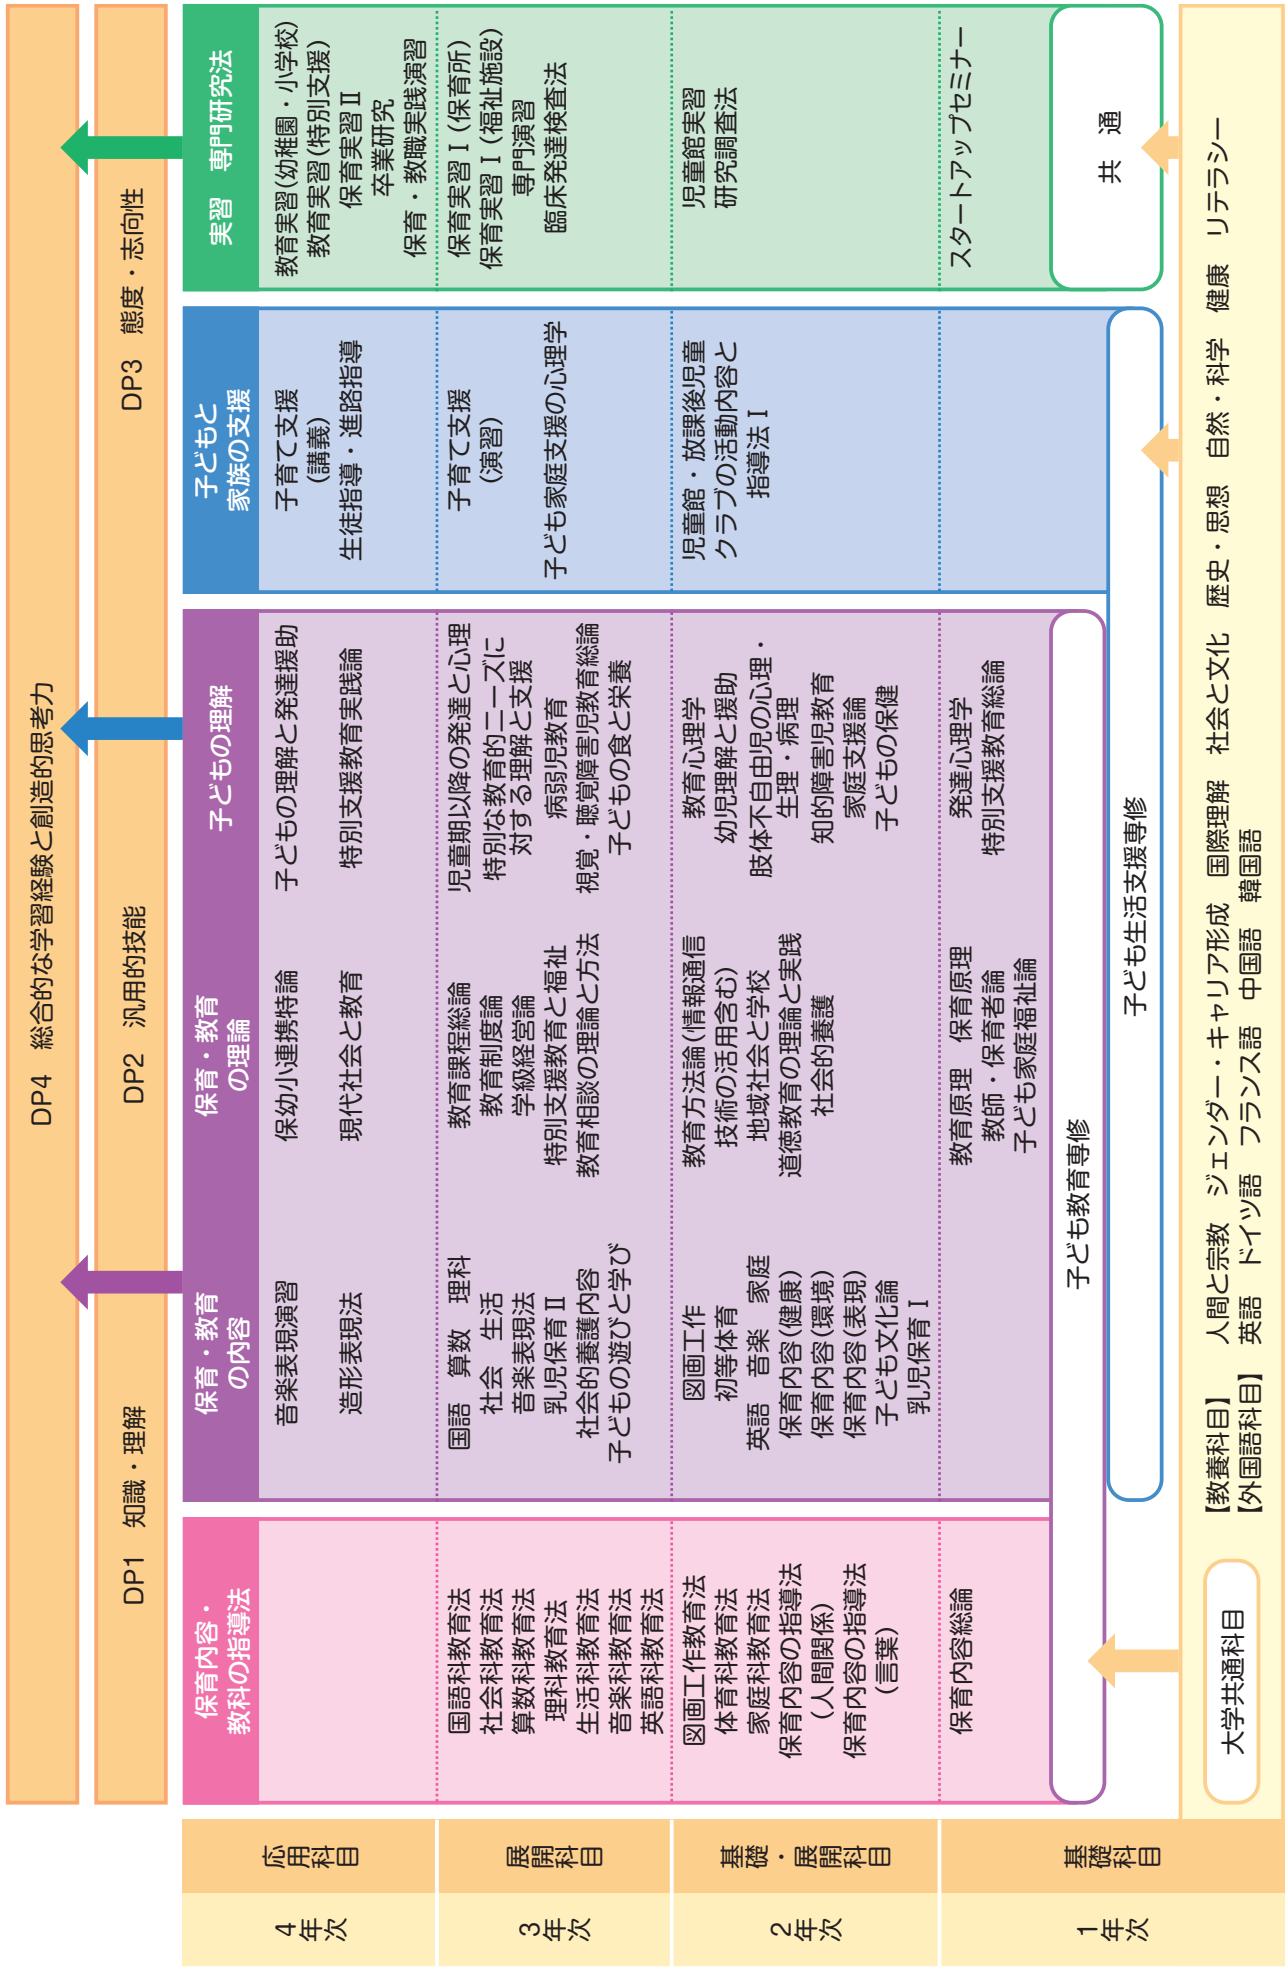 DP4　総合的な学習経験と創造的思考力
DP1　知識・理解
DP2　汎用的技能
DP3　態度・志向性
保育内容・
教科の指導法
保育・教育
の内容
保育・教育
の理論
子どもの理解
子どもと
家族の支援
実習　専門研究法
4年次
応用科目
音楽表現演習
造形表現法
保幼小連携特論
現代社会と教育
子どもの理解と発達援助
特別支援教育実践論
子育て支援
（講義）
生徒指導・進路指導
教育実習（幼稚園・小学校）
教育実習（特別支援）
保育実習Ⅱ
卒業研究
保育・教職実践演習
3年次
展開科目
国語科教育法
社会科教育法
算数科教育法
理科教育法
生活科教育法
音楽科教育法
英語科教育法
国語　算数　理科
社会　生活
音楽表現法
乳児保育Ⅱ
社会的養護内容
子どもの遊びと学び
教育課程総論
教育制度論
学級経営論
特別支援教育と福祉
教育相談の理論と方法
児童期以降の発達と心理
特別な教育的ニーズに
対する理解と支援
病弱児教育
視覚・聴覚障害児教育総論
子どもの食と栄養
子育て支援
（演習）
子ども家庭支援の心理学
保育実習Ⅰ（保育所）
保育実習Ⅰ（福祉施設）
専門演習
臨床発達検査法
2年次
基礎・展開科目
図画工作教育法
体育科教育法
家庭科教育法
保育内容の指導法
（人間関係）
保育内容の指導法
（言葉）
図画工作
初等体育
英語　音楽　家庭
保育内容（健康）
保育内容（環境）
保育内容（表現）
子ども文化論
乳児保育Ⅰ
教育方法論（情報通信
技術の活用含む）
地域社会と学校
道徳教育の理論と実践
社会的養護
教育心理学
幼児理解と援助
肢体不自由児の心理・
生理・病理
知的障害児教育
家庭支援論
子どもの保健
児童館・放課後児童
クラブの活動内容と
指導法Ⅰ
児童館実習
研究調査法
1年次
基礎科目
保育内容総論
教育原理　保育原理
教師・保育者論
子ども家庭福祉論
発達心理学
特別支援教育総論
スタートアップセミナー
子ども教育専修
子ども生活支援専修
共　通
大学共通科目
【教養科目】　人間と宗教　ジェンダー・キャリア形成　国際理解　社会と文化　歴史・思想　自然・科学　健康　リテラシー
【外国語科目】　英語　ドイツ語　フランス語　中国語　韓国語